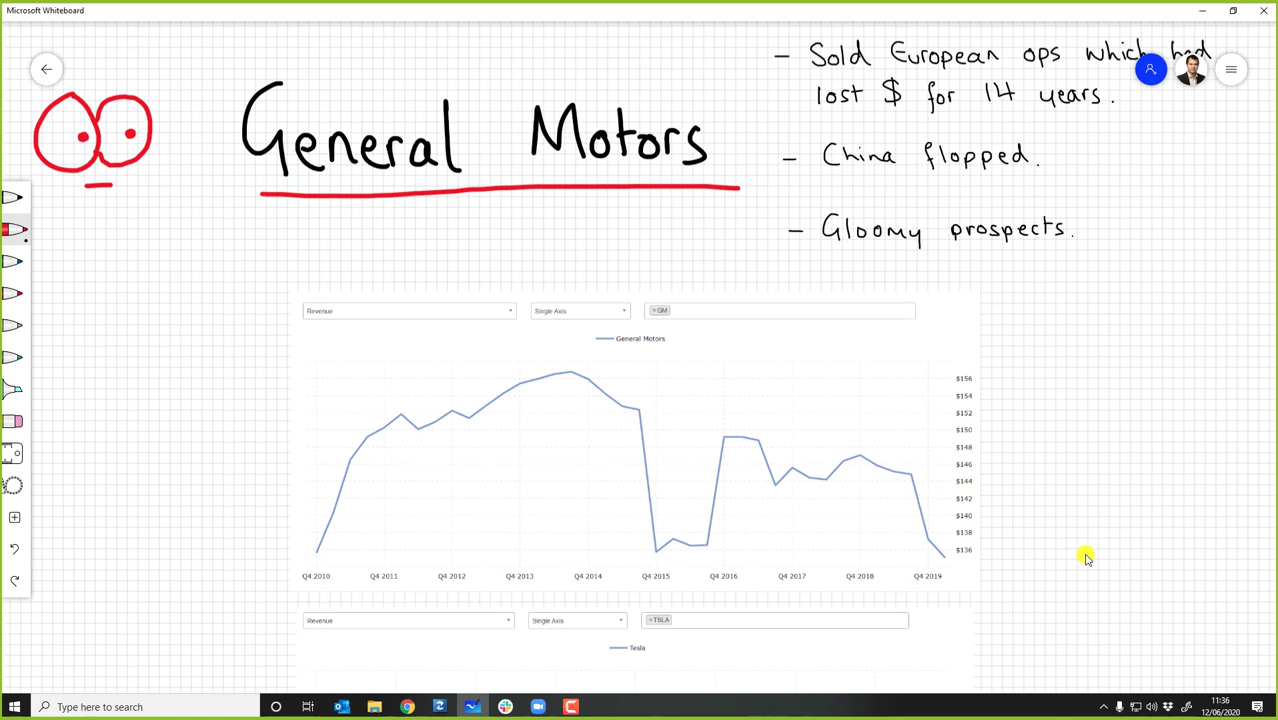 Microsoft Whiteboard
- Sold European ops which had
lost $ for 14 years.
General Motors
- China flopped.
- Gloomy prospects.
Revenue
Single Axis
×GM
General Motors
$156
$154
$152
$150
$148
$146
$144
$142
$140
$138
$136
Q4 2010 Q4 2011 Q4 2012 Q4 2013 Q4 2014 Q4 2015 Q4 2016 Q4 2017 Q4 2018 Q4 2019
Revenue
Single Axis
×TSLA
Tesla
Type here to search
11:36
12/06/2020